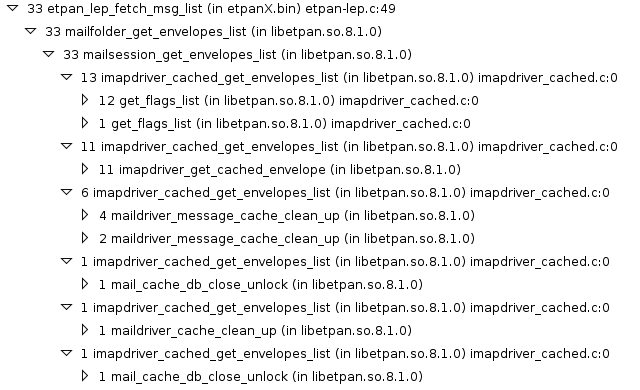 33 etpan_lep_fetch_msg_list (in etpanX.bin) etpan-lep.c:49
33 mailfolder_get_envelopes_list (in libetpan.so.8.1.0)
33 mailsession_get_envelopes_list (in libetpan.so.8.1.0)
13 imapdriver_cached_get_envelopes_list (in libetpan.so.8.1.0) imapdriver_cached.c:0
12 get_flags_list (in libetpan.so.8.1.0) imapdriver_cached.c:0
1 get_flags_list (in libetpan.so.8.1.0) imapdriver_cached.c:0
11 imapdriver_cached_get_envelopes_list (in libetpan.so.8.1.0) imapdriver_cached.c:0
11 imapdriver_get_cached_envelope (in libetpan.so.8.1.0)
6 imapdriver_cached_get_envelopes_list (in libetpan.so.8.1.0) imapdriver_cached.c:0
4 maildriver_message_cache_clean_up (in libetpan.so.8.1.0)
2 maildriver_message_cache_clean_up (in libetpan.so.8.1.0)
1 imapdriver_cached_get_envelopes_list (in libetpan.so.8.1.0) imapdriver_cached.c:0
1 mail_cache_db_close_unlock (in libetpan.so.8.1.0)
1 imapdriver_cached_get_envelopes_list (in libetpan.so.8.1.0) imapdriver_cached.c:0
1 maildriver_cache_clean_up (in libetpan.so.8.1.0)
1 imapdriver_cached_get_envelopes_list (in libetpan.so.8.1.0) imapdriver_cached.c:0
1 mail_cache_db_close_unlock (in libetpan.so.8.1.0)